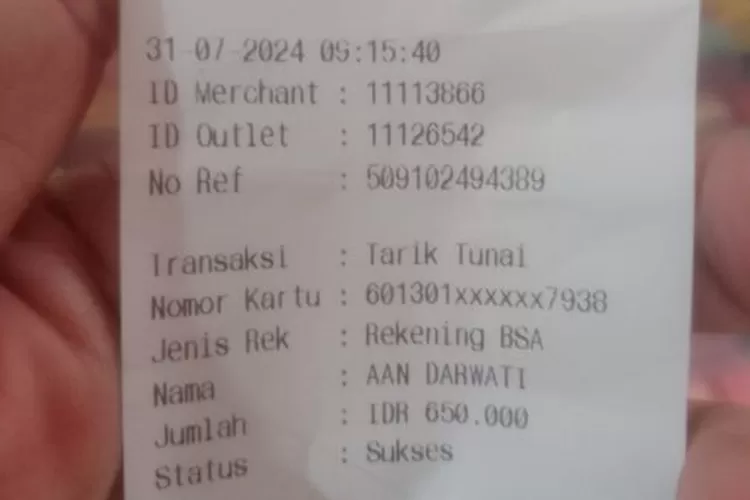 31-07-2024 09:15:40
ID Merchant : 11113866
ID Outlet : 11126542
No Ref : 509102494389
Transaksi : Tarik Tunai
Nomor Kartu : 601301xxxxxx7938
Jenis Rek : Rekening BSA
Nama : AAN DARWATI
Jumlah : IDR 650.000
Status : Sukses